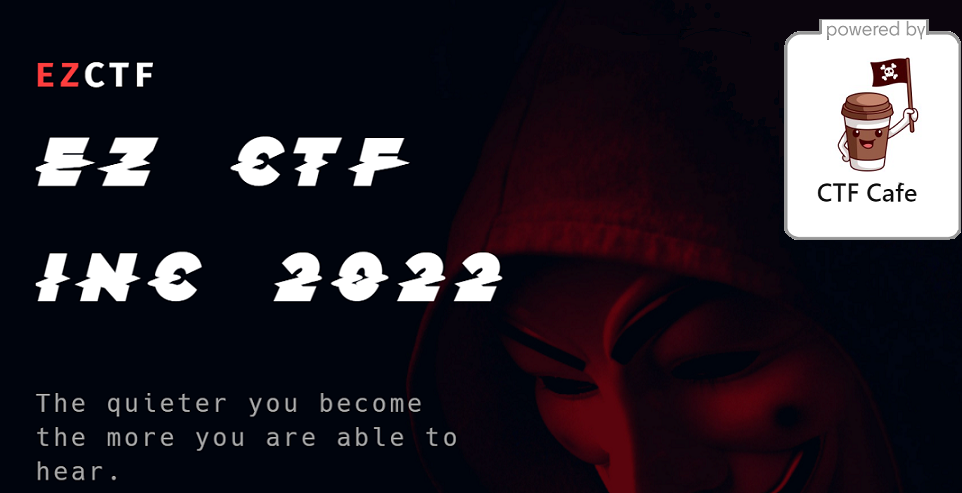 EZCTF
EZ CTF
INC 2022
The quieter you become
the more you are able to
hear.
powered by
CTF Cafe